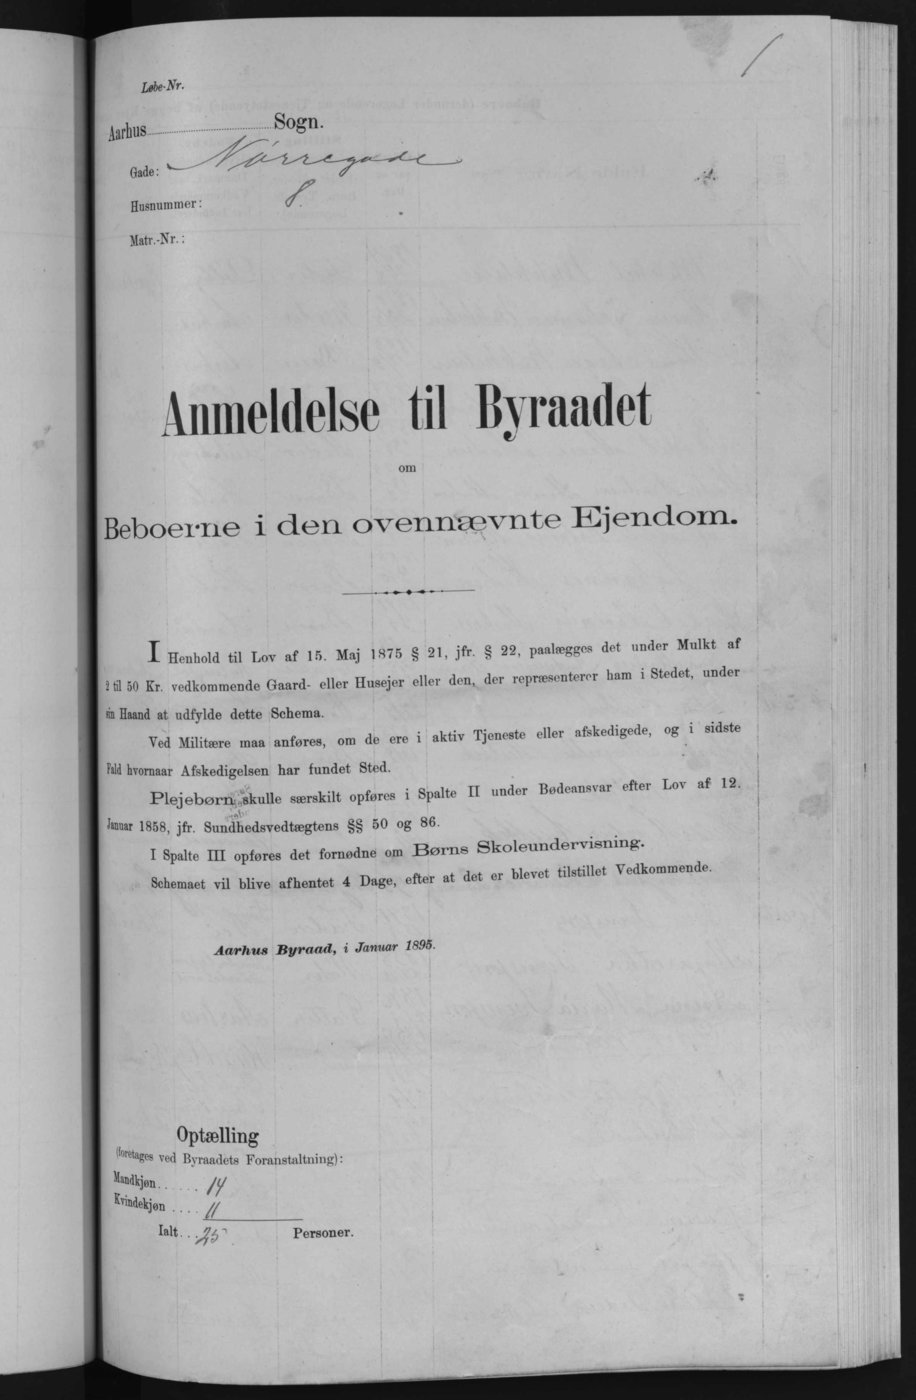 /
Løbe-Nr.
Aarhus Sogn.
Gade: Nørregade
Husnummer: 8.
Matr.-Nr.:
Anmeldelse til Byraadet
om
Beboerne i den ovennævnte Ejendom.
I Henhold til Lov af 15. Maj 1875 § 21, jfr. § 22, paalægges det under Mulkt af
2 til 50 Kr. vedkommende Gaard- eller Husejer eller den, der repræsenterer ham i Stedet, under
sin Haand at udfylde dette Schema.
Ved Militære maa anføres, om de ere i aktiv Tjeneste eller afskedigede, og i sidste
Fald hvornaar Afskedigelsen har fundet Sted.
Plejebørn skulle særskilt opføres i Spalte II under Bødeansvar efter Lov af 12.
Januar 1858, jfr. Sundhedsvedtægtens §§ 50 og 86.
I Spalte III opføres det fornødne om Børns Skoleundervisning.
Schemaet vil blive afhentet 4 Dage, efter at det er blevet tilstillet Vedkommende.
Aarhus Byraad, i Januar 1895.
Optælling
(foretages ved Byraadets Foranstaltning):
Mandkjøn...... 14
Kvindekjøn .... 11
Ialt... 25 Personer.